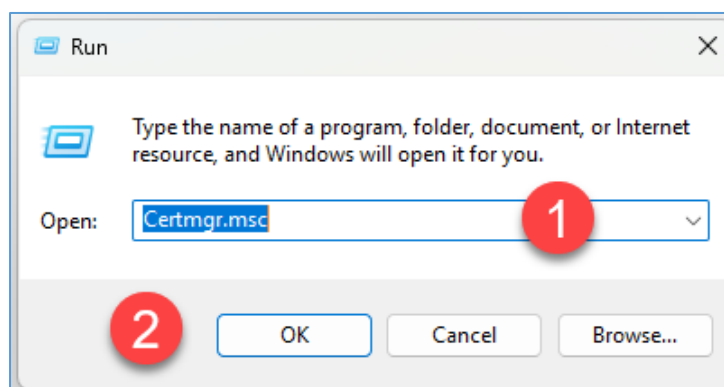 Run
Type the name of a program, folder, document, or Internet
resource, and Windows will open it for you.
Open: Certmgr.msc 1
2 OK Cancel Browse...